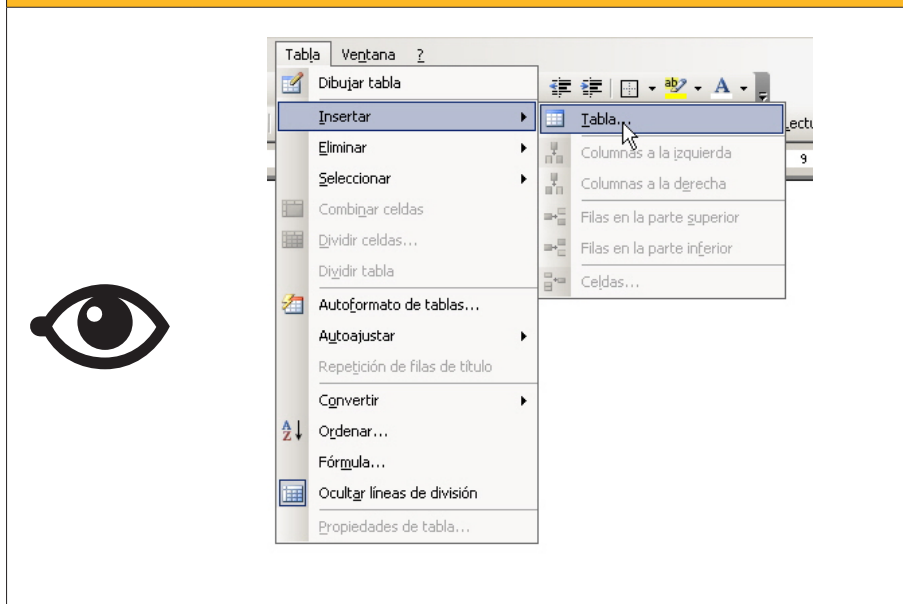 Tabla Ventana ?
Dibujar tabla
Insertar
Eliminar
Seleccionar
Combinar celdas
Dividir celdas...
Dividir tabla
Autoformato de tablas...
Autoajustar
Repetición de filas de título
Convertir
Ordenar...
Fórmula...
Ocultar líneas de división
Propiedades de tabla...
ab A
Tabla...
Columnas a la izquierda
Columnas a la derecha
Filas en la parte superior
Filas en la parte inferior
Celdas...
9
A
Z